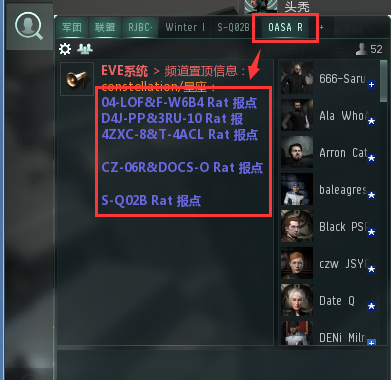 头秃
军团 联盟 RJBC- Winter I S-Q02B OASA R +
52
EVE系统 > 频道置顶信息:
constellation/星座:
04-LOF&F-W6B4 Rat 报点
D4J-PP&3RU-10 Rat 报
4ZXC-8&T-4ACL Rat 报点
CZ-06R&DOCS-O Rat 报点
S-Q02B Rat 报点
666-Saru
Ala Who
Arron Cat
baleagres
Black PS
czw JSY
Date Q
DENi Miln